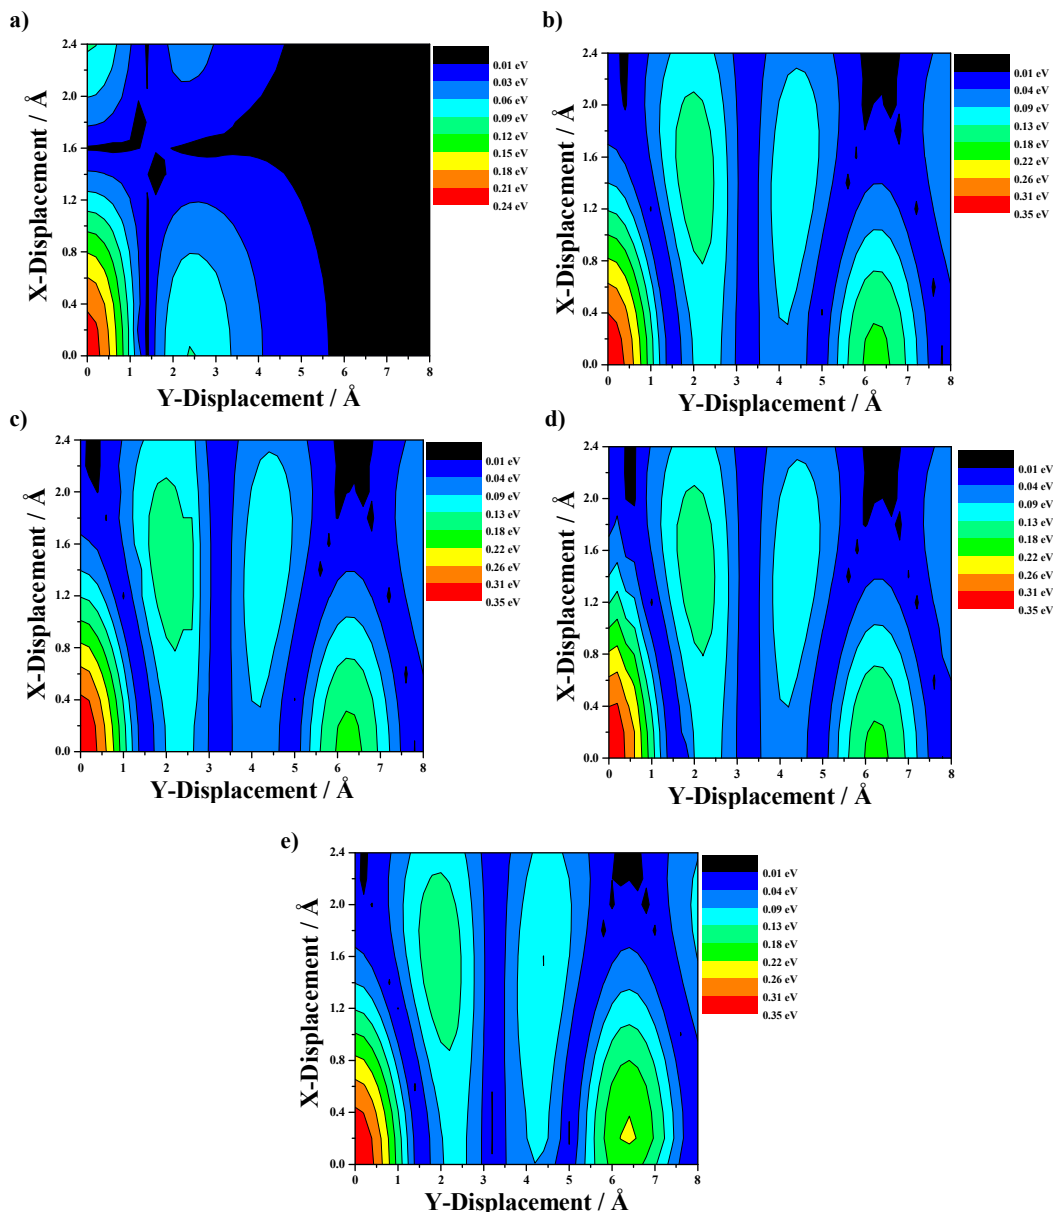 a)
X-Displacement / Å
2.4
2.0
1.6
1.2
0.8
0.4
0.0
0 1 2 3 4 5 6 7 8
Y-Displacement / Å
0.01 eV
0.03 eV
0.06 eV
0.09 eV
0.12 eV
0.15 eV
0.18 eV
0.21 eV
0.24 eV
b)
X-Displacement / Å
2.4
2.0
1.6
1.2
0.8
0.4
0.0
0 1 2 3 4 5 6 7 8
Y-Displacement / Å
0.01 eV
0.04 eV
0.09 eV
0.13 eV
0.18 eV
0.22 eV
0.26 eV
0.31 eV
0.35 eV
c)
X-Displacement / Å
2.4
2.0
1.6
1.2
0.8
0.4
0.0
0 1 2 3 4 5 6 7 8
Y-Displacement / Å
0.01 eV
0.04 eV
0.09 eV
0.13 eV
0.18 eV
0.22 eV
0.26 eV
0.31 eV
0.35 eV
d)
X-Displacement / Å
2.4
2.0
1.6
1.2
0.8
0.4
0.0
0 1 2 3 4 5 6 7 8
Y-Displacement / Å
0.01 eV
0.04 eV
0.09 eV
0.13 eV
0.18 eV
0.22 eV
0.26 eV
0.31 eV
0.35 eV
e)
X-Displacement / Å
2.4
2.0
1.6
1.2
0.8
0.4
0.0
0 1 2 3 4 5 6 7 8
Y-Displacement / Å
0.01 eV
0.04 eV
0.09 eV
0.13 eV
0.18 eV
0.22 eV
0.26 eV
0.31 eV
0.35 eV